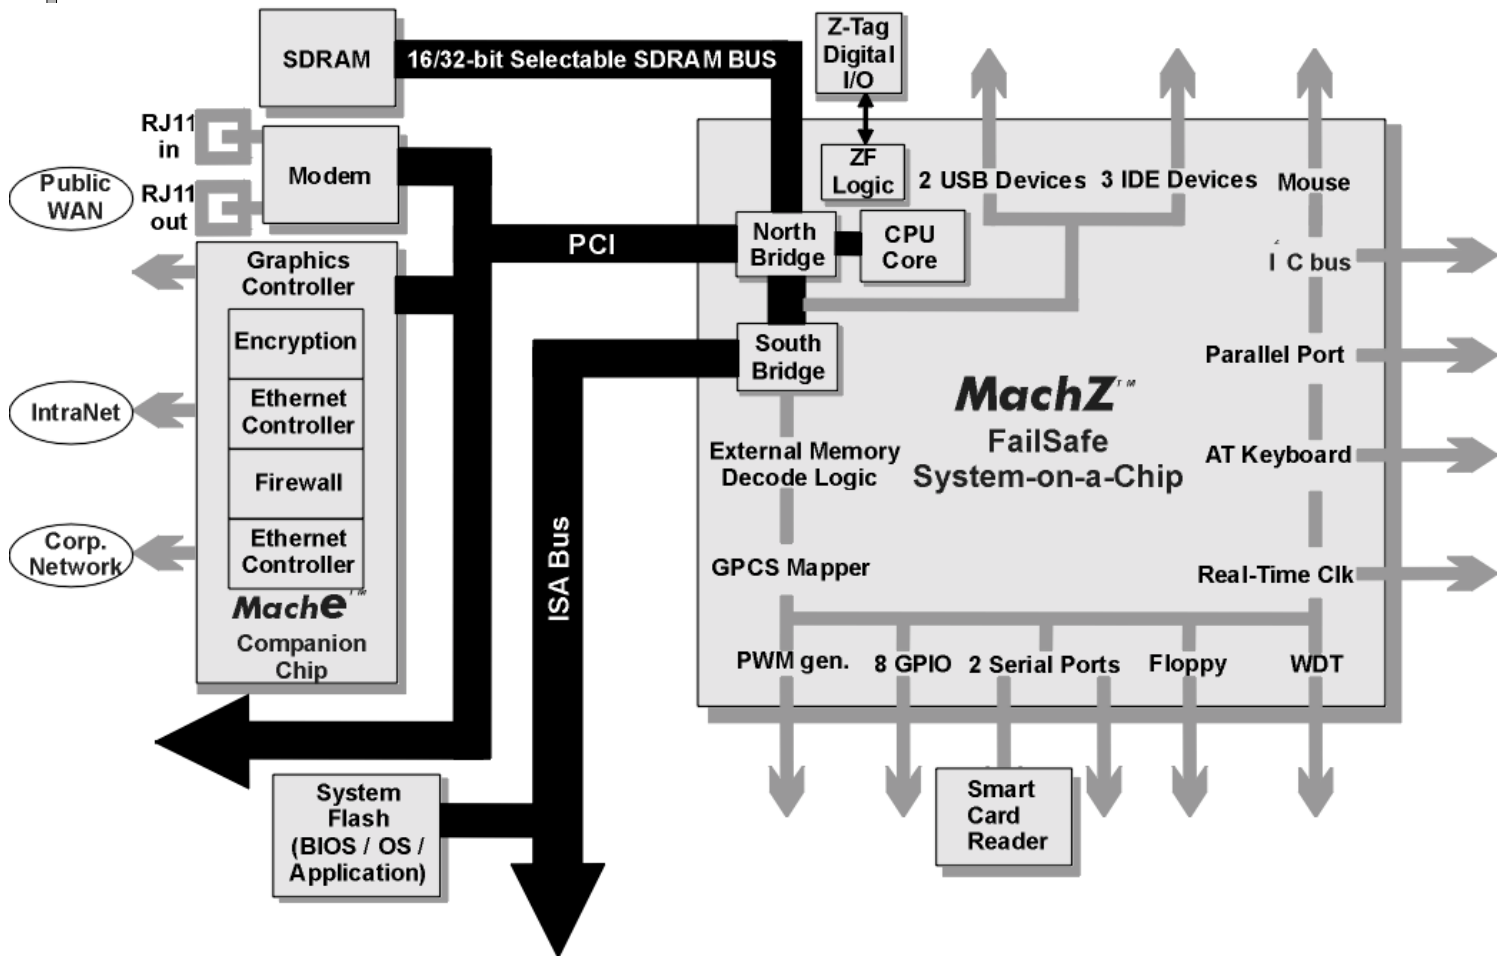 SDRAM
16/32-bit Selectable SDRAM BUS
Z-Tag
Digital
I/O
RJ11
in
Modem
Public
WAN
RJ11
out
ZF
Logic
2 USB Devices
3 IDE Devices
Mouse
North
Bridge
CPU
Core
PCI
I²C bus
Graphics
Controller
Encryption
Ethernet
Controller
Firewall
Ethernet
Controller
Mache™
Companion
Chip
IntraNet
Corp.
Network
South
Bridge
Parallel Port
MachZ™
FailSafe
System-on-a-Chip
External Memory
Decode Logic
AT Keyboard
ISA Bus
GPCS Mapper
Real-Time Clk
PWM gen.
8 GPIO
2 Serial Ports
Floppy
WDT
System
Flash
(BIOS / OS /
Application)
Smart
Card
Reader